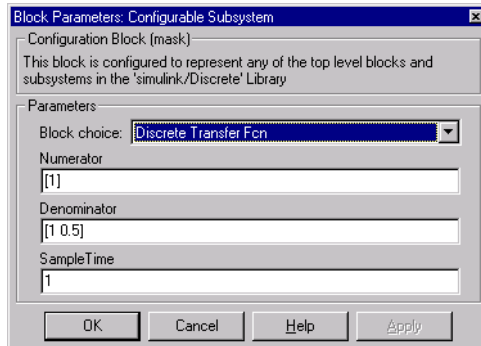 Block Parameters: Configurable Subsystem
Configuration Block (mask)
This block is configured to represent any of the top level blocks and
subsystems in the 'simulink/Discrete' Library
Parameters
Block choice: Discrete Transfer Fcn
Numerator
[1]
Denominator
[1 0.5]
SampleTime
1
OK Cancel Help Apply